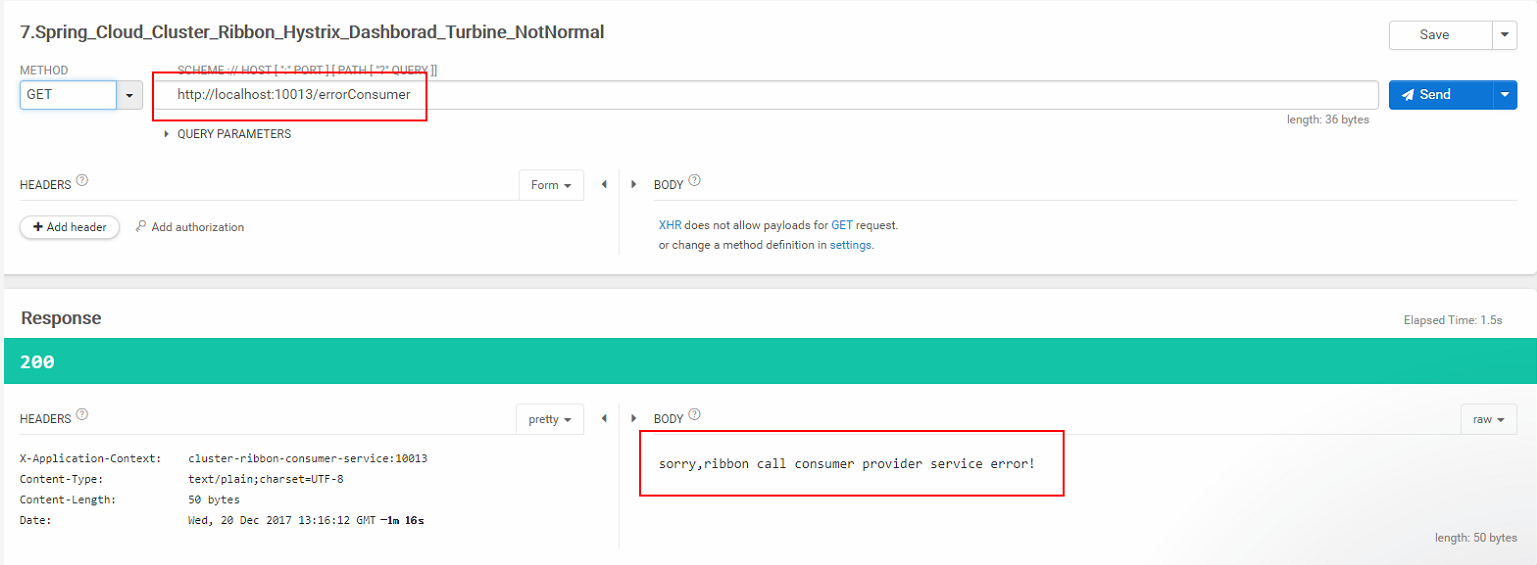 7.Spring_Cloud_Cluster_Ribbon_Hystrix_Dashborad_Turbine_NotNormal
Save
METHOD
SCHEME :// HOST [ ":" PORT ] [ PATH [ "?" QUERY ]]
GET
http://localhost:10013/errorConsumer
Send
length: 36 bytes
QUERY PARAMETERS
HEADERS ?
Form
BODY ?
+ Add header
Add authorization
XHR does not allow payloads for GET request.
or change a method definition in settings.
Response
Elapsed Time: 1.5s
200
HEADERS ?
pretty
BODY ?
raw
X-Application-Context: cluster-ribbon-consumer-service:10013
Content-Type: text/plain;charset=UTF-8
Content-Length: 50 bytes
Date: Wed, 20 Dec 2017 13:16:12 GMT −1m 16s
sorry,ribbon call consumer provider service error!
length: 50 bytes